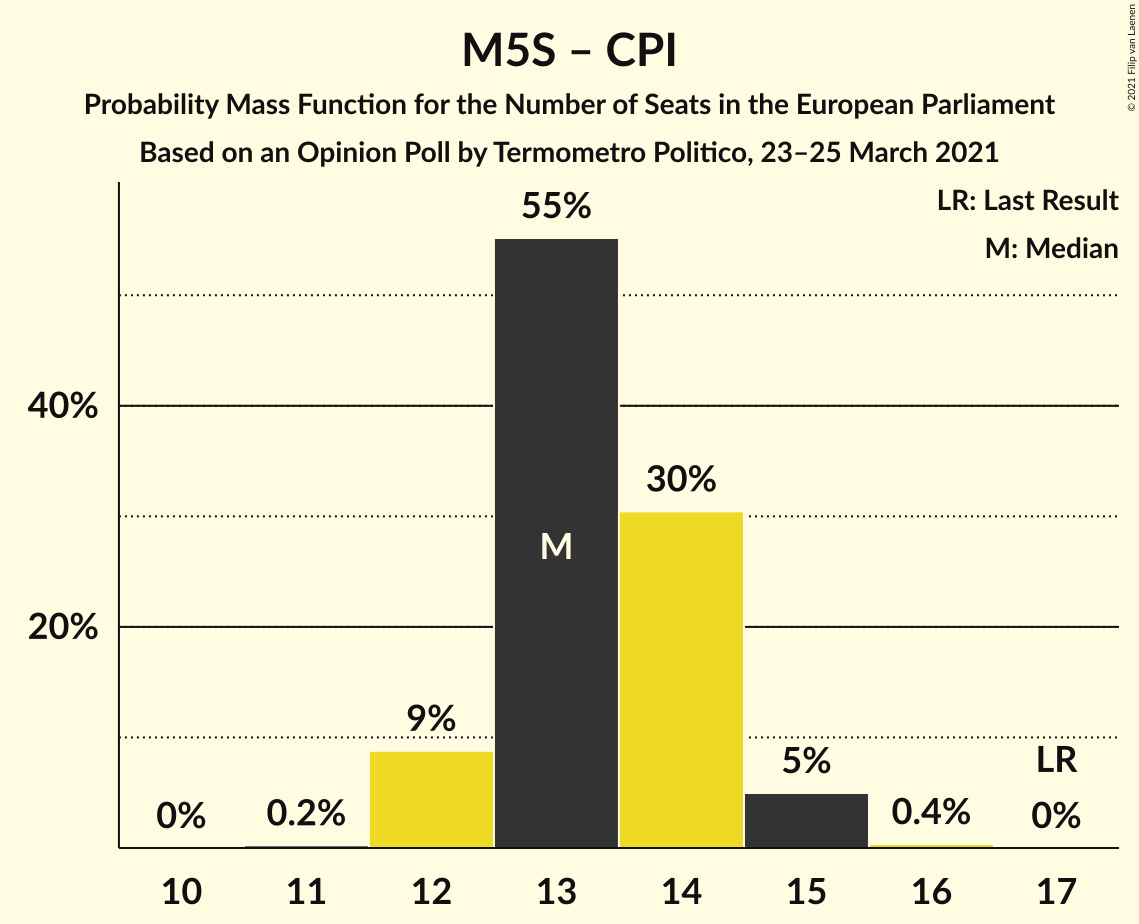 M5S – CPI
Probability Mass Function for the Number of Seats in the European Parliament
Based on an Opinion Poll by Termometro Politico, 23–25 March 2021
© 2021 Filip van Laenen
LR: Last Result
M: Median
55%
40%
30%
M
20%
9%
5%
LR
0%
0.2%
0.4%
0%
10 11 12 13 14 15 16 17